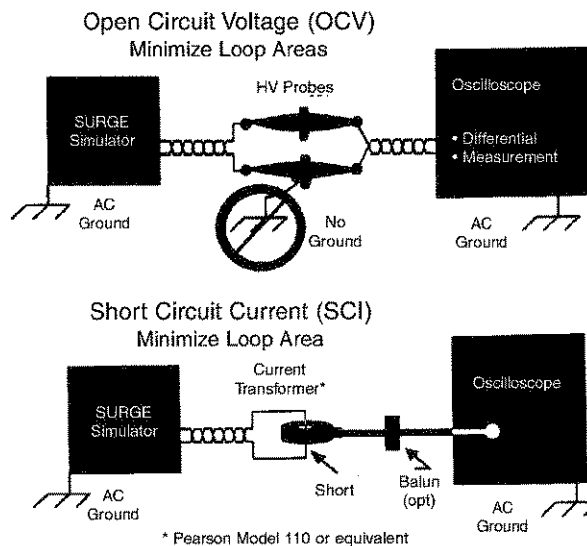 Open Circuit Voltage (OCV)
Minimize Loop Areas
HV Probes
SURGE
Simulator
Oscilloscope
• Differential
• Measurement
AC
Ground
No
Ground
AC
Ground
Short Circuit Current (SCI)
Minimize Loop Area
Current
Transformer*
SURGE
Simulator
Oscilloscope
Short
Balun
(opt)
AC
Ground
AC
Ground
* Pearson Model 110 or equivalent